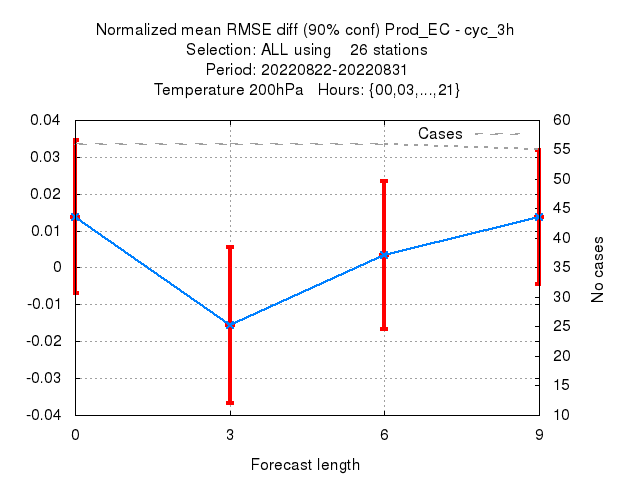 Normalized mean RMSE diff (90% conf) Prod_EC - cyc_3h
Selection: ALL using    26 stations
Period: 20220822-20220831
Temperature 200hPa   Hours: {00,03,...,21}
Cases
0.04
0.03
0.02
0.01
0
-0.01
-0.02
-0.03
-0.04
60
55
50
45
40
35
30
25
20
15
10
No cases
0 3 6 9
Forecast length